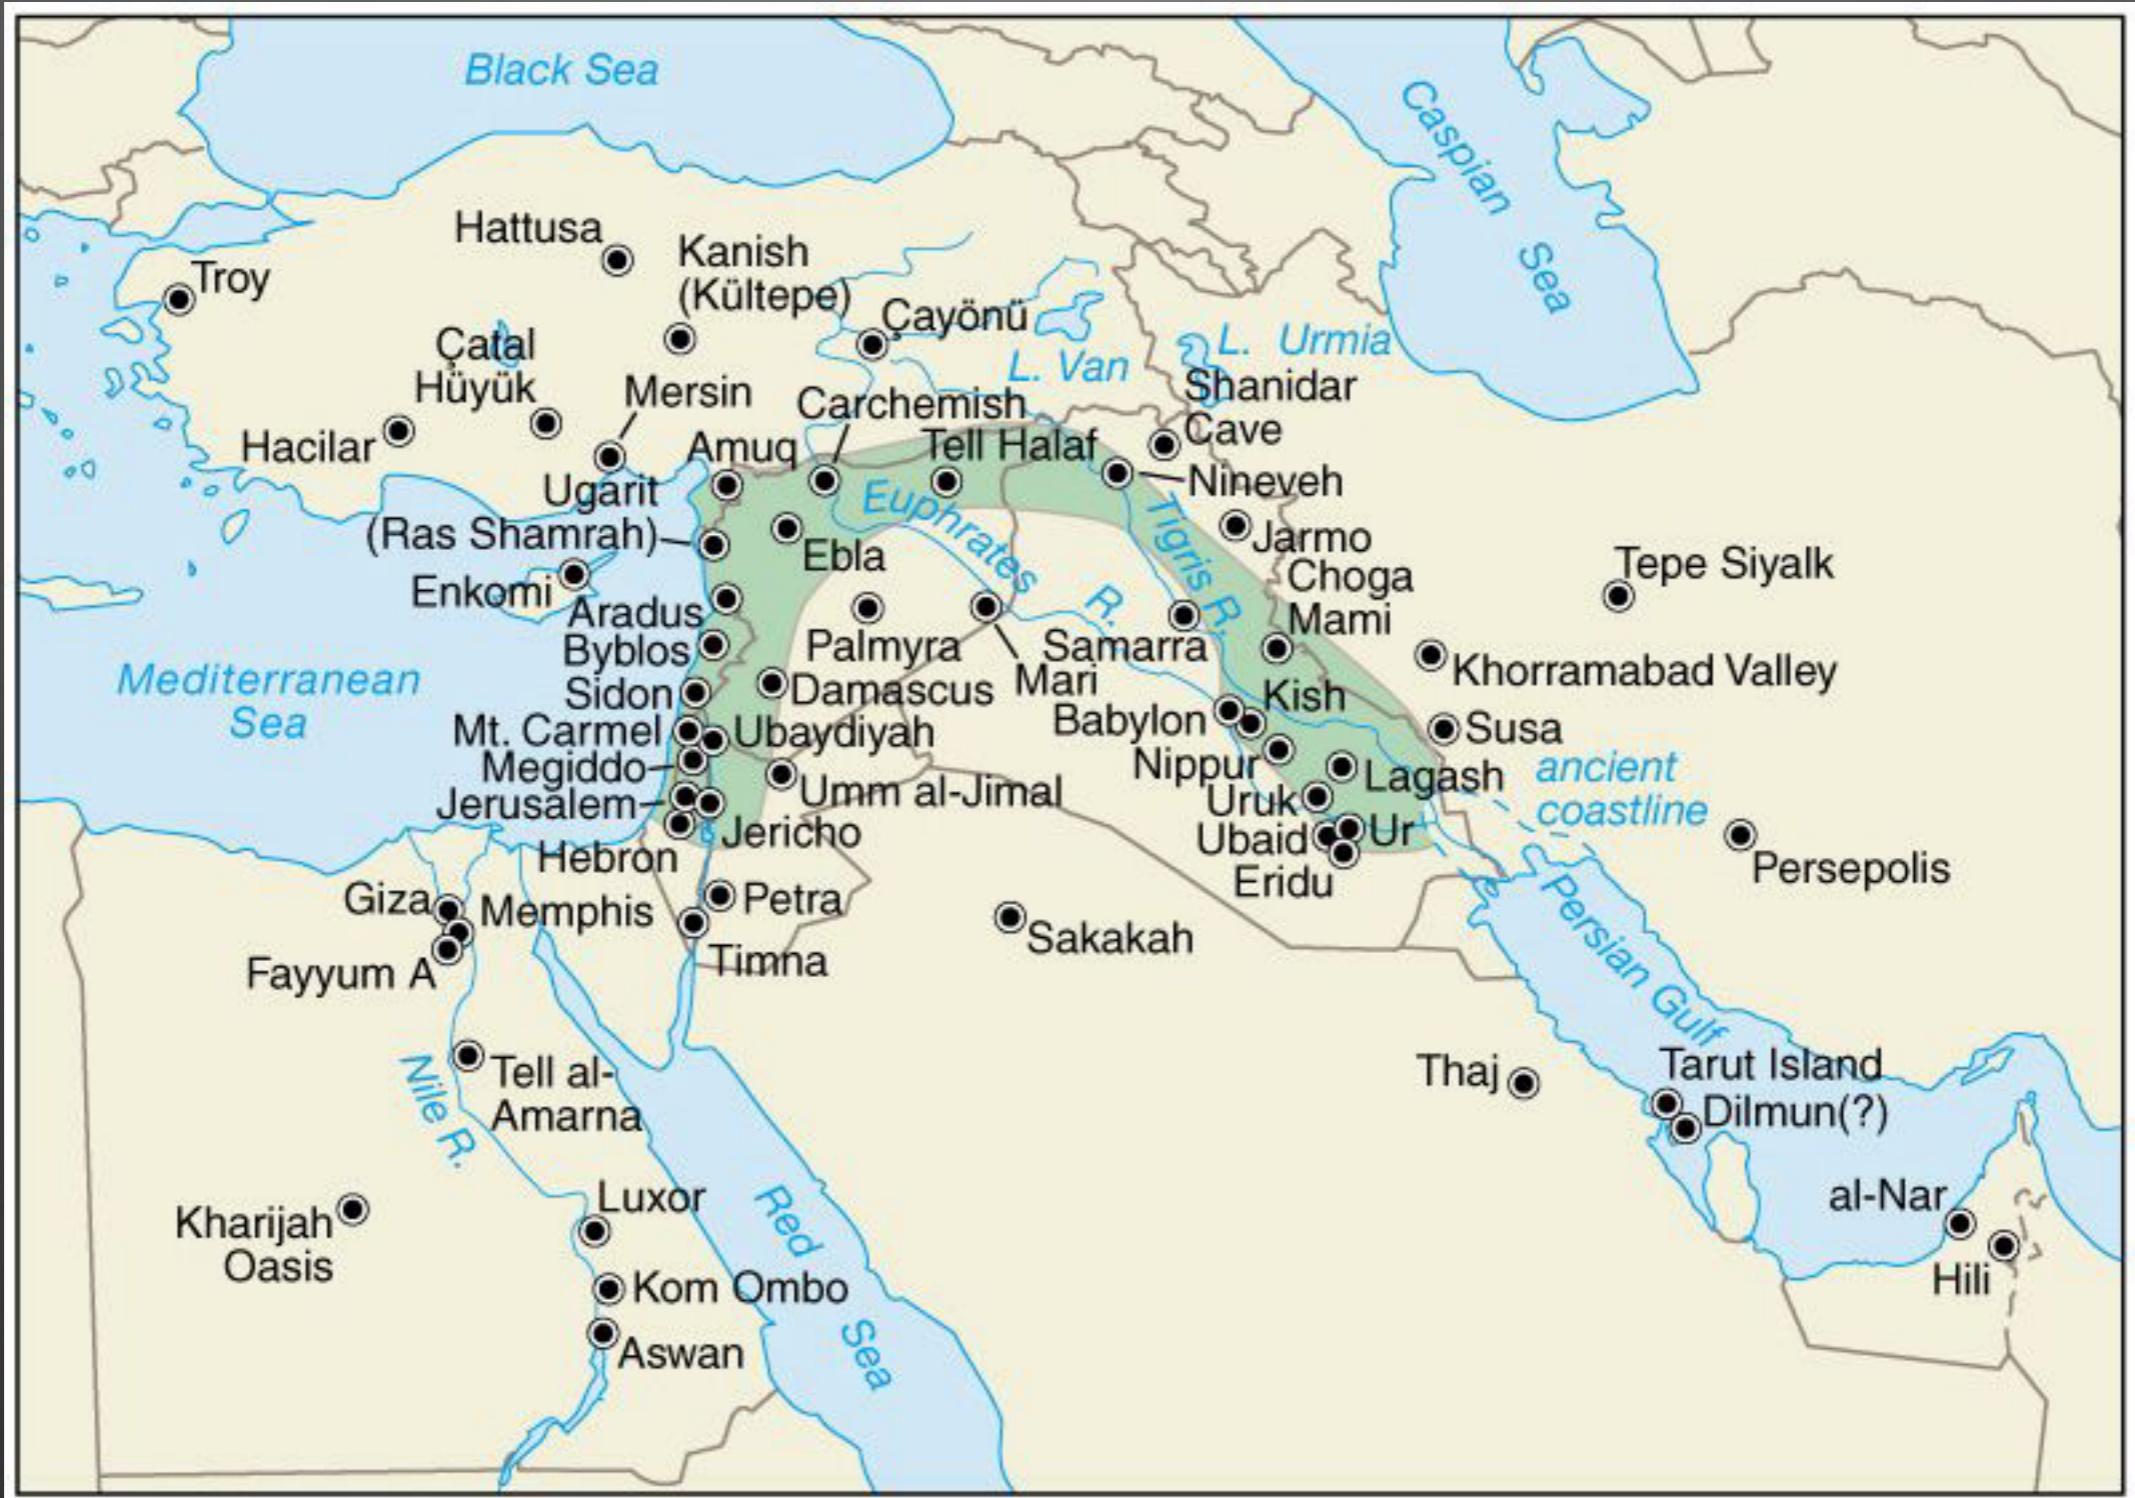 Black Sea
Caspian
Sea
Hattusa
Kanish
(Kültepe)
Troy
Çayönü
Çatal
Hüyük
L. Urmia
L. Van
Mersin
Carchemish
Shanidar
Cave
Hacilar
Amuq
Tell Halaf
Nineveh
Ugarit
(Ras Shamrah)
Euphrates
R.
Tigris R.
Jarmo
Ebla
Choga
Mami
Tepe Siyalk
Enkomi
Aradus
Byblos
Palmyra
Samarra
Khorramabad Valley
Mediterranean
Sea
Sidon
Damascus
Mari
Kish
Mt. Carmel
Ubaydiyah
Babylon
Susa
Megiddo
Nippur
Lagash
ancient
coastline
Jerusalem
Umm al-Jimal
Uruk
Jericho
Ubaid
Ur
Hebron
Eridu
Persepolis
Giza
Memphis
Petra
Sakakah
Persian Gulf
Fayyum A
Timna
Nile R.
Tell al-
Amarna
Thaj
Tarut Island
Dilmun(?)
Kharijah
Oasis
Luxor
Red
Sea
al-Nar
Hili
Kom Ombo
Aswan